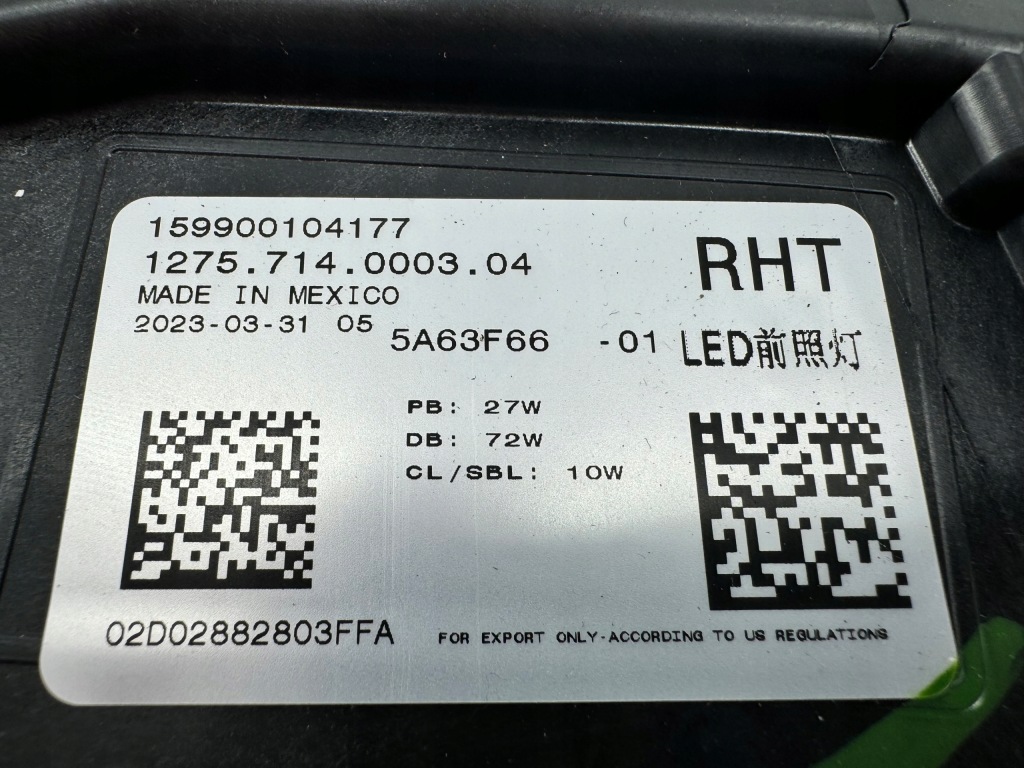 159900104177
1275.714.0003.04
RHT
MADE IN MEXICO
2023-03-31 05
5A63F66 -01
LED前照灯
PB: 27W
DB: 72W
CL/SBL: 10W
02D02882803FFA
FOR EXPORT ONLY-ACCORDING TO US REGULATIONS